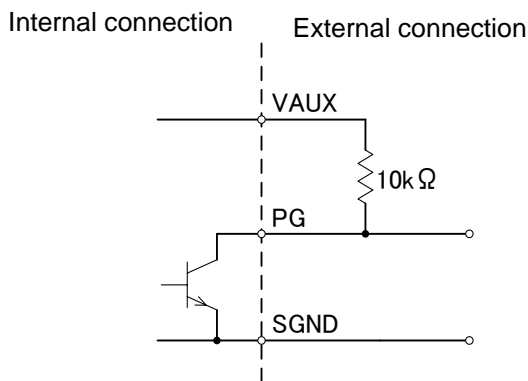 Internal connection
External connection
VAUX
10kΩ
PG
SGND